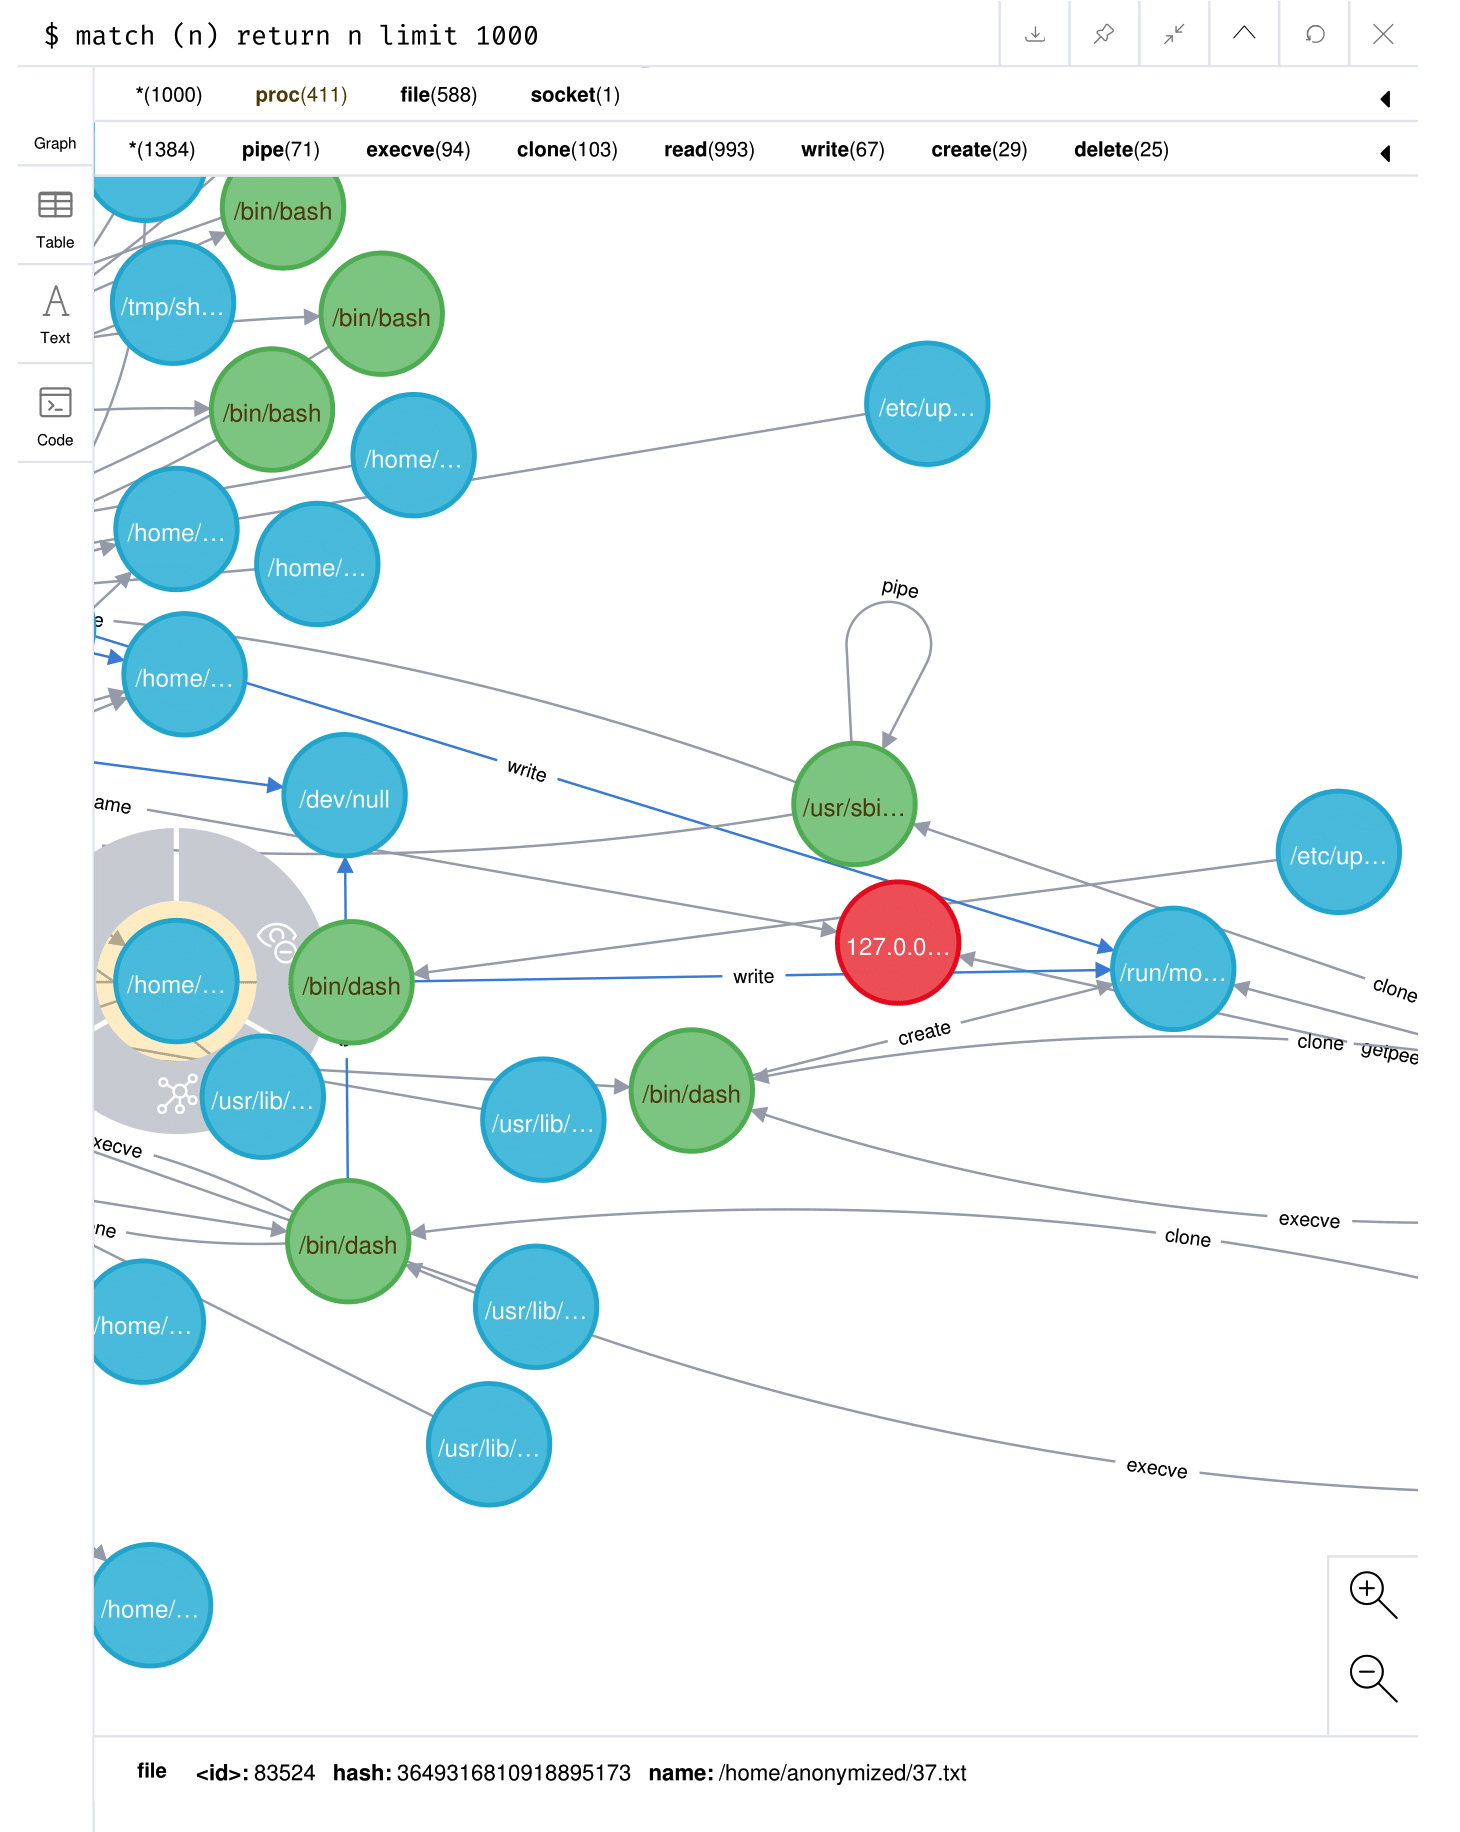 $ match (n) return n limit 1000
*(1000) proc(411) file(588) socket(1)
Graph
*(1384) pipe(71) execve(94) clone(103) read(993) write(67) create(29) delete(25)
/bin/bash
Table
/tmp/sh…
/bin/bash
Text
/bin/bash
/etc/up…
Code
/home/…
/home/…
/home/…
pipe
e
/home/…
write
/dev/null
ame
/usr/sbi…
/etc/up…
127.0.0…
/home/…
/bin/dash
write
/run/mo…
clone
create
clone
getpee
/usr/lib/…
/bin/dash
/usr/lib/…
xecve
execve
ne
clone
/bin/dash
/home/…
/usr/lib/…
/usr/lib/…
execve
/home/…
file <id>: 83524 hash: 3649316810918895173 name: /home/anonymized/37.txt